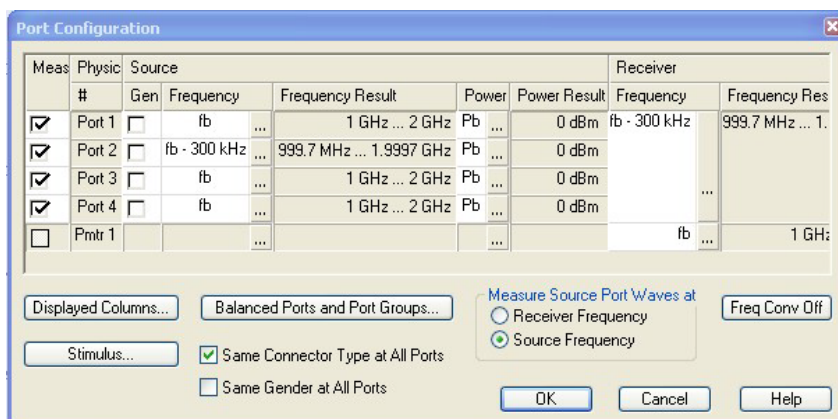 Port Configuration
Meas Physic Source Receiver
# Gen Frequency Frequency Result Power Power Result Frequency Frequency Res
Port 1 fb ... 1 GHz ... 2 GHz Pb ... 0 dBm fb - 300 kHz 999.7 MHz ... 1.
Port 2 fb - 300 kHz ... 999.7 MHz ... 1.9997 GHz Pb ... 0 dBm
Port 3 fb ... 1 GHz ... 2 GHz Pb ... 0 dBm
Port 4 fb ... 1 GHz ... 2 GHz Pb ... 0 dBm ...
Pmtr 1 ... ... fb ... 1 GHz
Displayed Columns... Balanced Ports and Port Groups... Measure Source Port Waves at Freq Conv Off
Receiver Frequency
Stimulus... Same Connector Type at All Ports Source Frequency
Same Gender at All Ports
OK Cancel Help